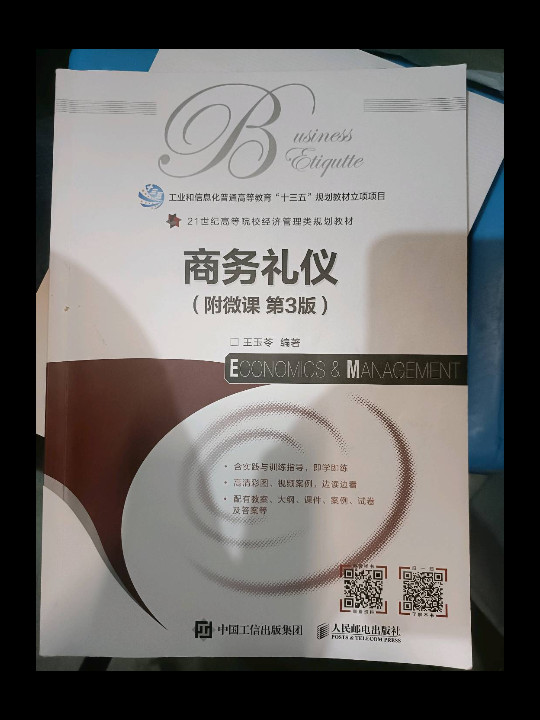 Business
Etiqutte
工业和信息化普通高等教育“十三五”规划教材立项项目
21世纪高等院校经济管理类规划教材
商务礼仪
（附微课 第3版）
□ 王玉苓 编著
ECONOMICS & MANAGEMENT
• 含实践与训练指导，即学即练
• 高清彩图、视频案例，边读边看
• 配有教案、大纲、课件、案例、试卷
及答案等
中国工信出版集团
人民邮电出版社
POSTS & TELECOM PRESS